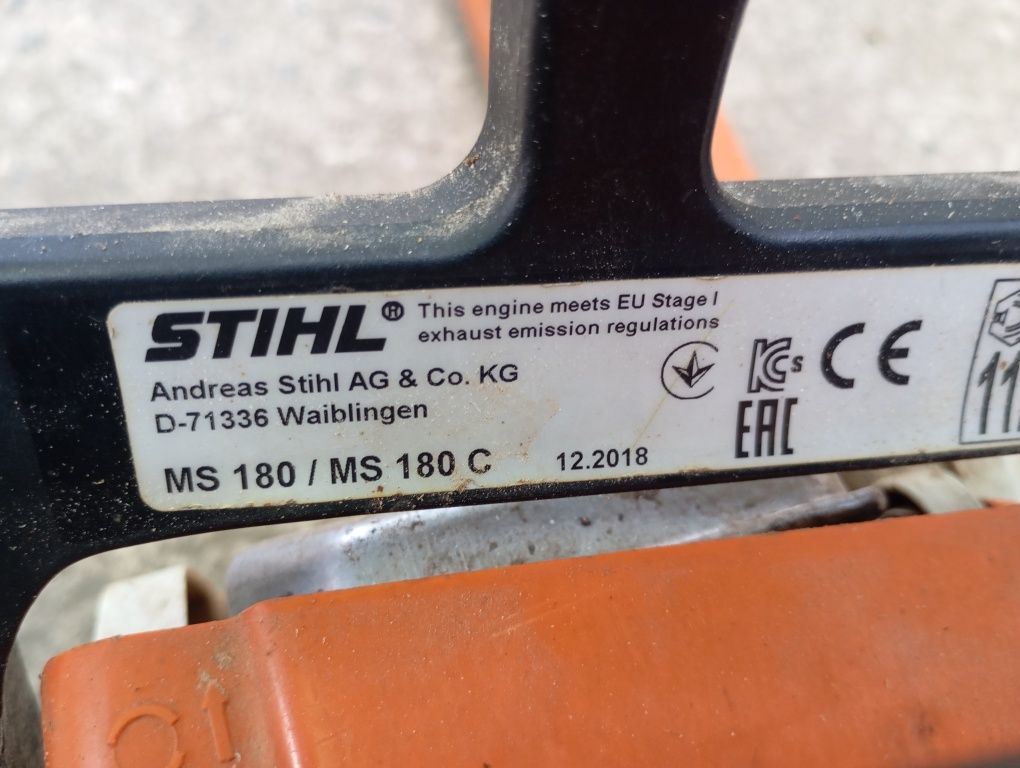 STIHL® This engine meets EU Stage I
exhaust emission regulations
Andreas Stihl AG & Co. KG
D-71336 Waiblingen
MS 180 / MS 180 C 12.2018
KCs CE
EAC